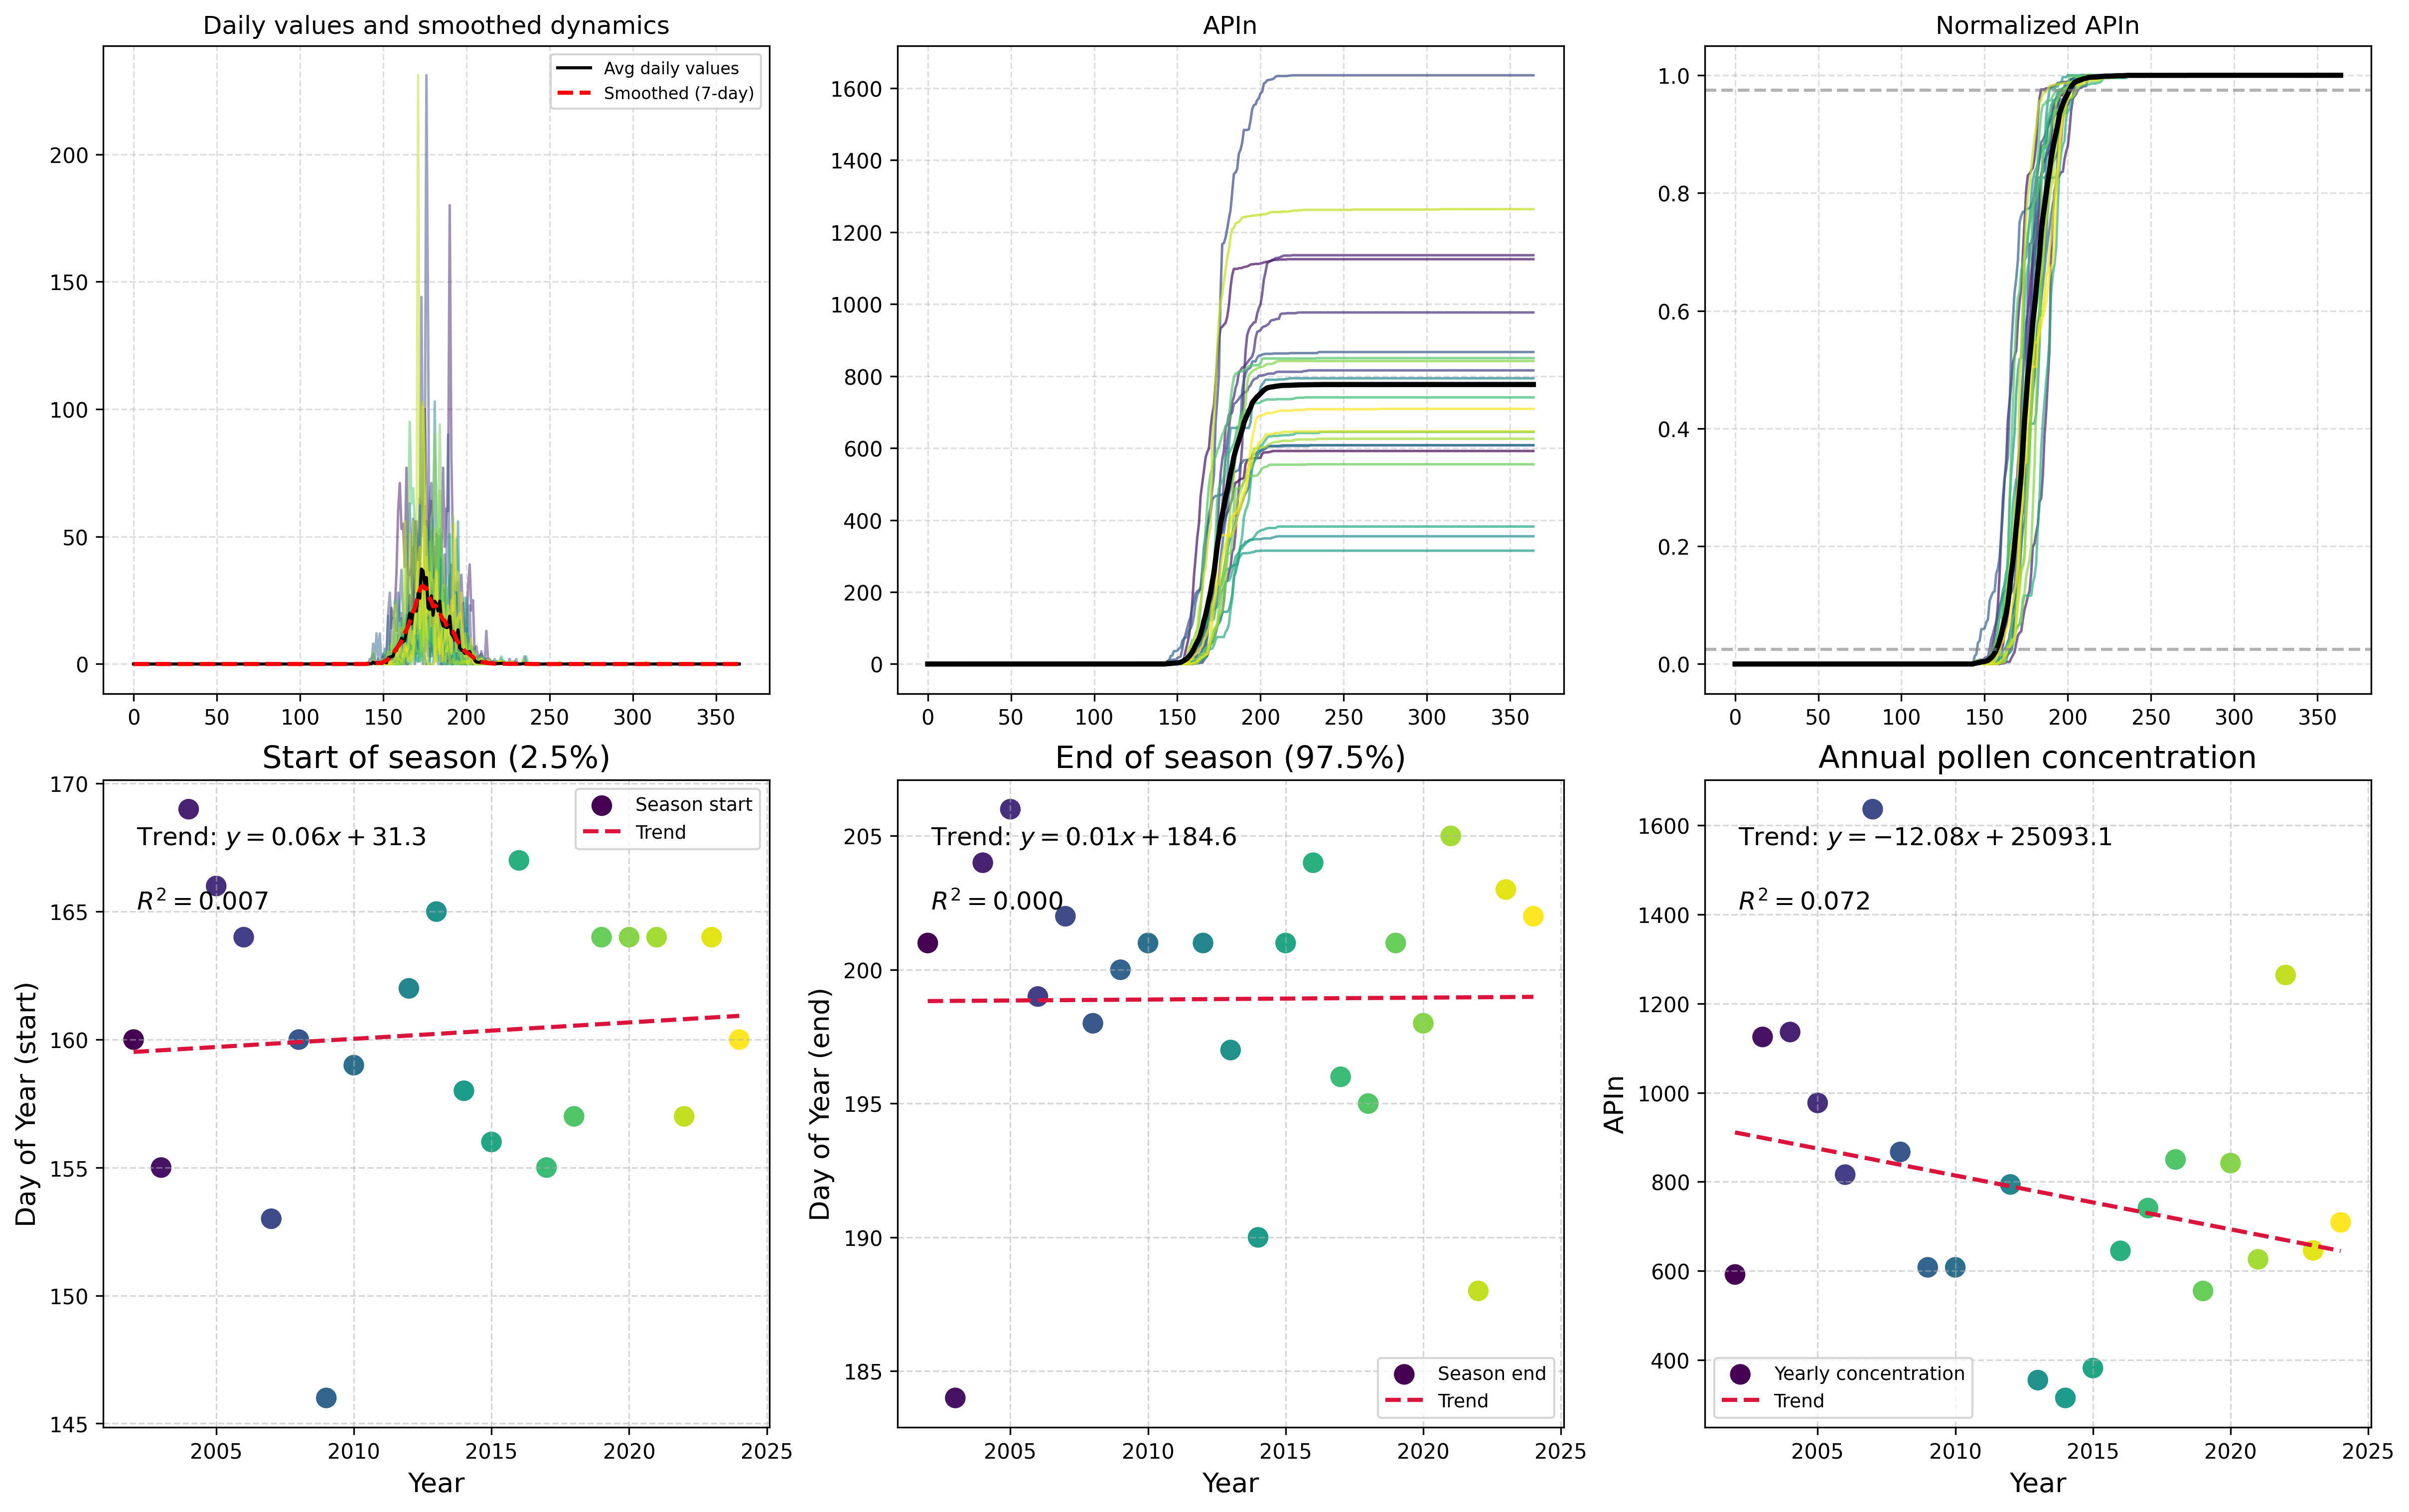 Daily values and smoothed dynamics
Avg daily values
Smoothed (7-day)
200
150
100
50
0
0 50 100 150 200 250 300 350
APIn
1600
1400
1200
1000
800
600
400
200
0
0 50 100 150 200 250 300 350
Normalized APIn
1.0
0.8
0.6
0.4
0.2
0.0
0 50 100 150 200 250 300 350
Start of season (2.5%)
Season start
Trend
Trend: y = 0.06x + 31.3
R² = 0.007
Day of Year (start)
170
165
160
155
150
145
2005 2010 2015 2020 2025
Year
End of season (97.5%)
Trend: y = 0.01x + 184.6
R² = 0.000
Season end
Trend
Day of Year (end)
205
200
195
190
185
2005 2010 2015 2020 2025
Year
Annual pollen concentration
Trend: y = −12.08x + 25093.1
R² = 0.072
Yearly concentration
Trend
APIn
1600
1400
1200
1000
800
600
400
2005 2010 2015 2020 2025
Year